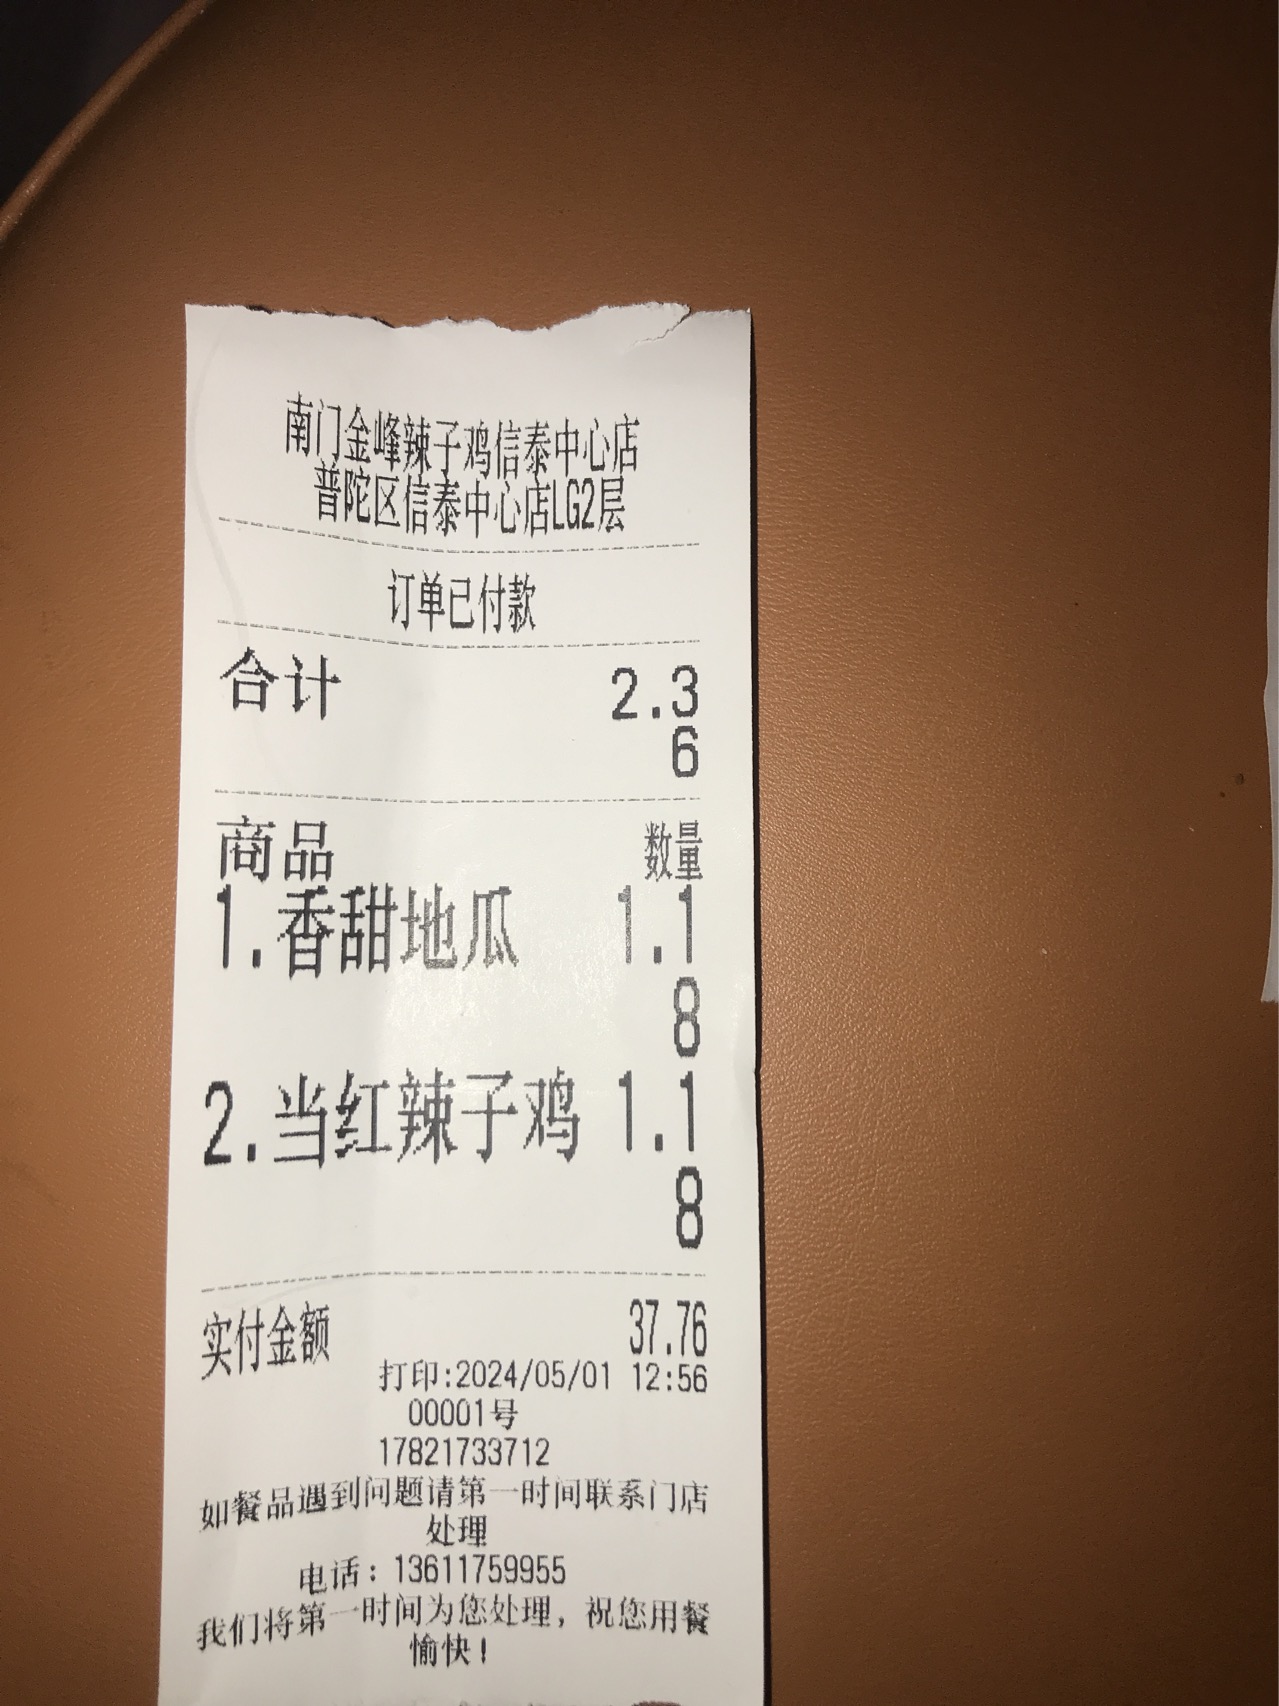 南门金峰辣子鸡信泰中心店
普陀区信泰中心店LG2层
订单已付款
合计 2.3
6
商品 数量
1.香甜地瓜 1.1
8
2.当红辣子鸡 1.1
8
实付金额 37.76
打印:2024/05/01 12:56
00001号
17821733712
如餐品遇到问题请第一时间联系门店
处理
电话：13611759955
我们将第一时间为您处理，祝您用餐
愉快！